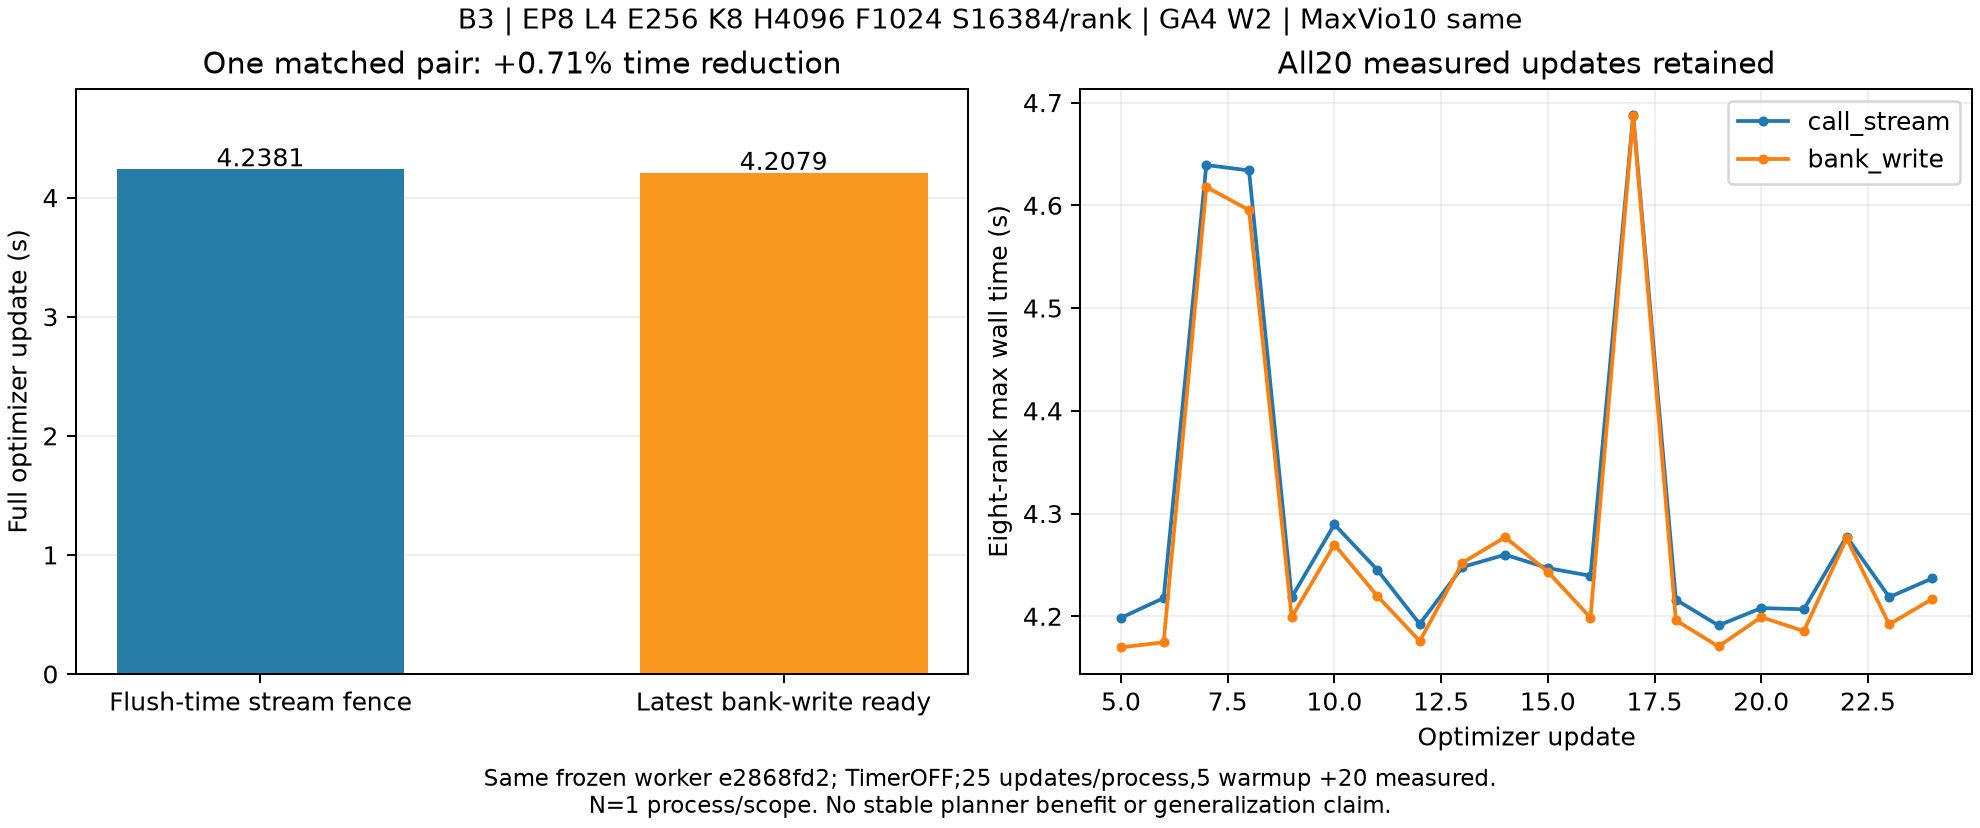 B3 | EP8 L4 E256 K8 H4096 F1024 S16384/rank | GA4 W2 | MaxVio10 same
One matched pair: +0.71% time reduction
Full optimizer update (s)
4
3
2
1
0
4.2381
4.2079
Flush-time stream fence
Latest bank-write ready
All20 measured updates retained
Eight-rank max wall time (s)
4.7
4.6
4.5
4.4
4.3
4.2
call_stream
bank_write
5.0
7.5
10.0
12.5
15.0
17.5
20.0
22.5
Optimizer update
Same frozen worker e2868fd2; TimerOFF;25 updates/process,5 warmup +20 measured.
N=1 process/scope. No stable planner benefit or generalization claim.